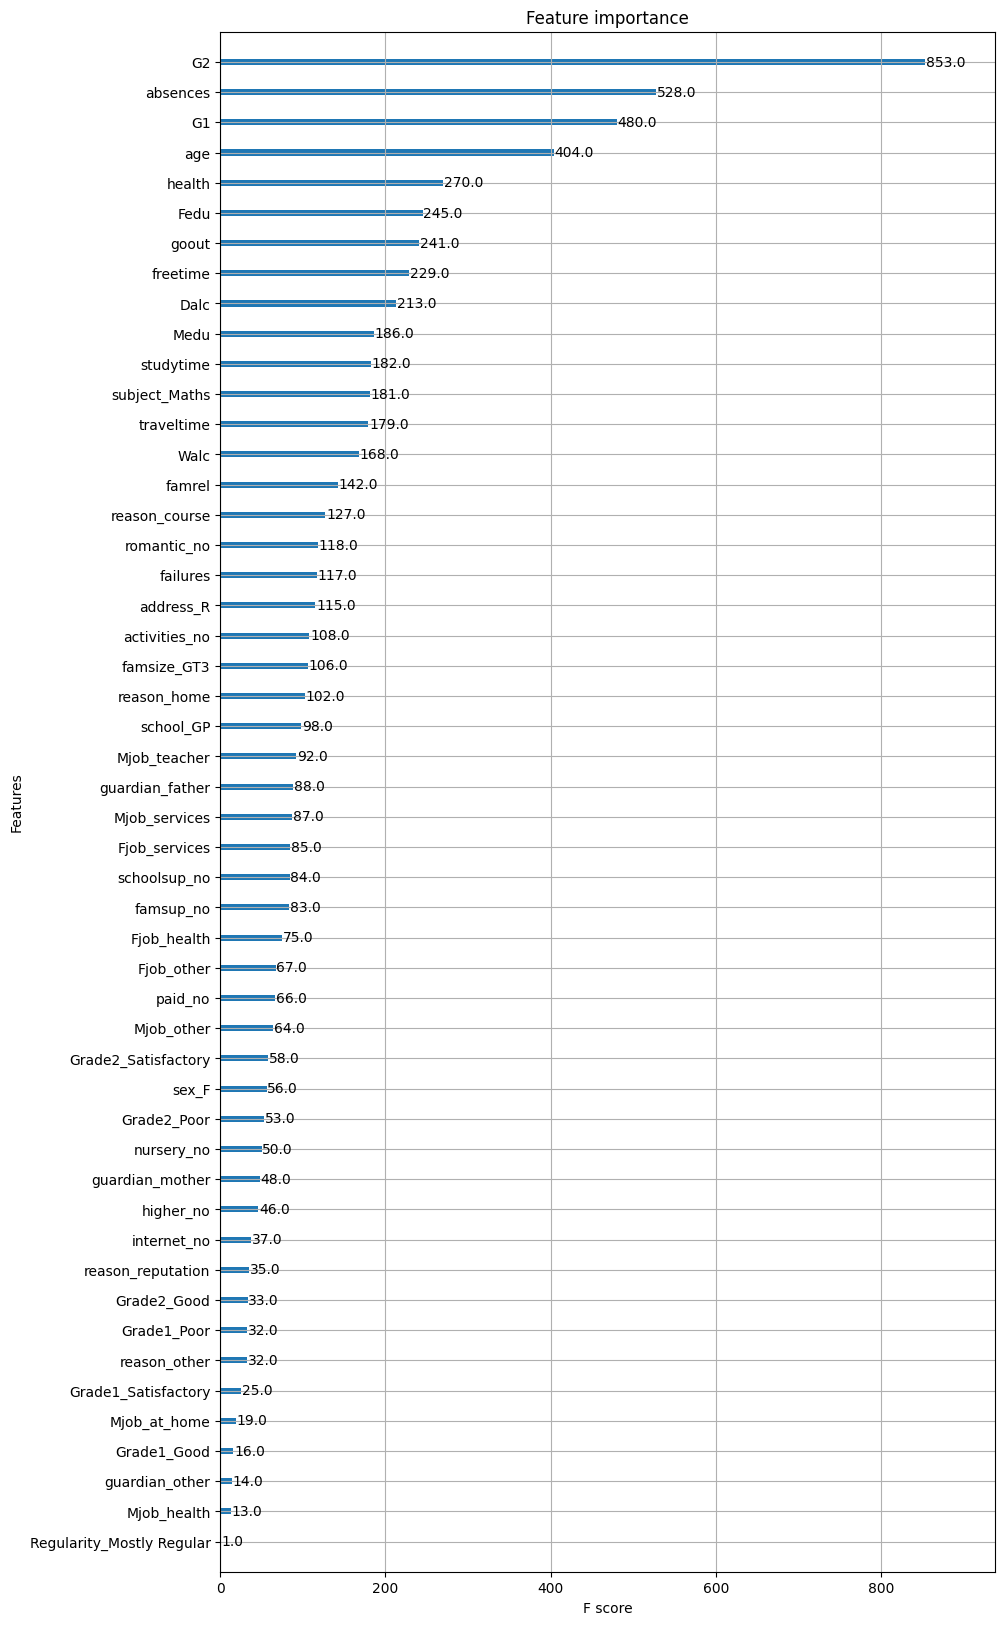 Feature importance
G2 853.0
absences 528.0
G1 480.0
age 404.0
health 270.0
Fedu 245.0
goout 241.0
freetime 229.0
Dalc 213.0
Medu 186.0
studytime 182.0
subject_Maths 181.0
traveltime 179.0
Walc 168.0
famrel 142.0
reason_course 127.0
romantic_no 118.0
failures 117.0
address_R 115.0
activities_no 108.0
famsize_GT3 106.0
reason_home 102.0
school_GP 98.0
Mjob_teacher 92.0
guardian_father 88.0
Mjob_services 87.0
Fjob_services 85.0
schoolsup_no 84.0
famsup_no 83.0
Fjob_health 75.0
Fjob_other 67.0
paid_no 66.0
Mjob_other 64.0
Grade2_Satisfactory 58.0
sex_F 56.0
Grade2_Poor 53.0
nursery_no 50.0
guardian_mother 48.0
higher_no 46.0
internet_no 37.0
reason_reputation 35.0
Grade2_Good 33.0
Grade1_Poor 32.0
reason_other 32.0
Grade1_Satisfactory 25.0
Mjob_at_home 19.0
Grade1_Good 16.0
guardian_other 14.0
Mjob_health 13.0
Regularity_Mostly Regular 1.0
0 200 400 600 800
F score
Features